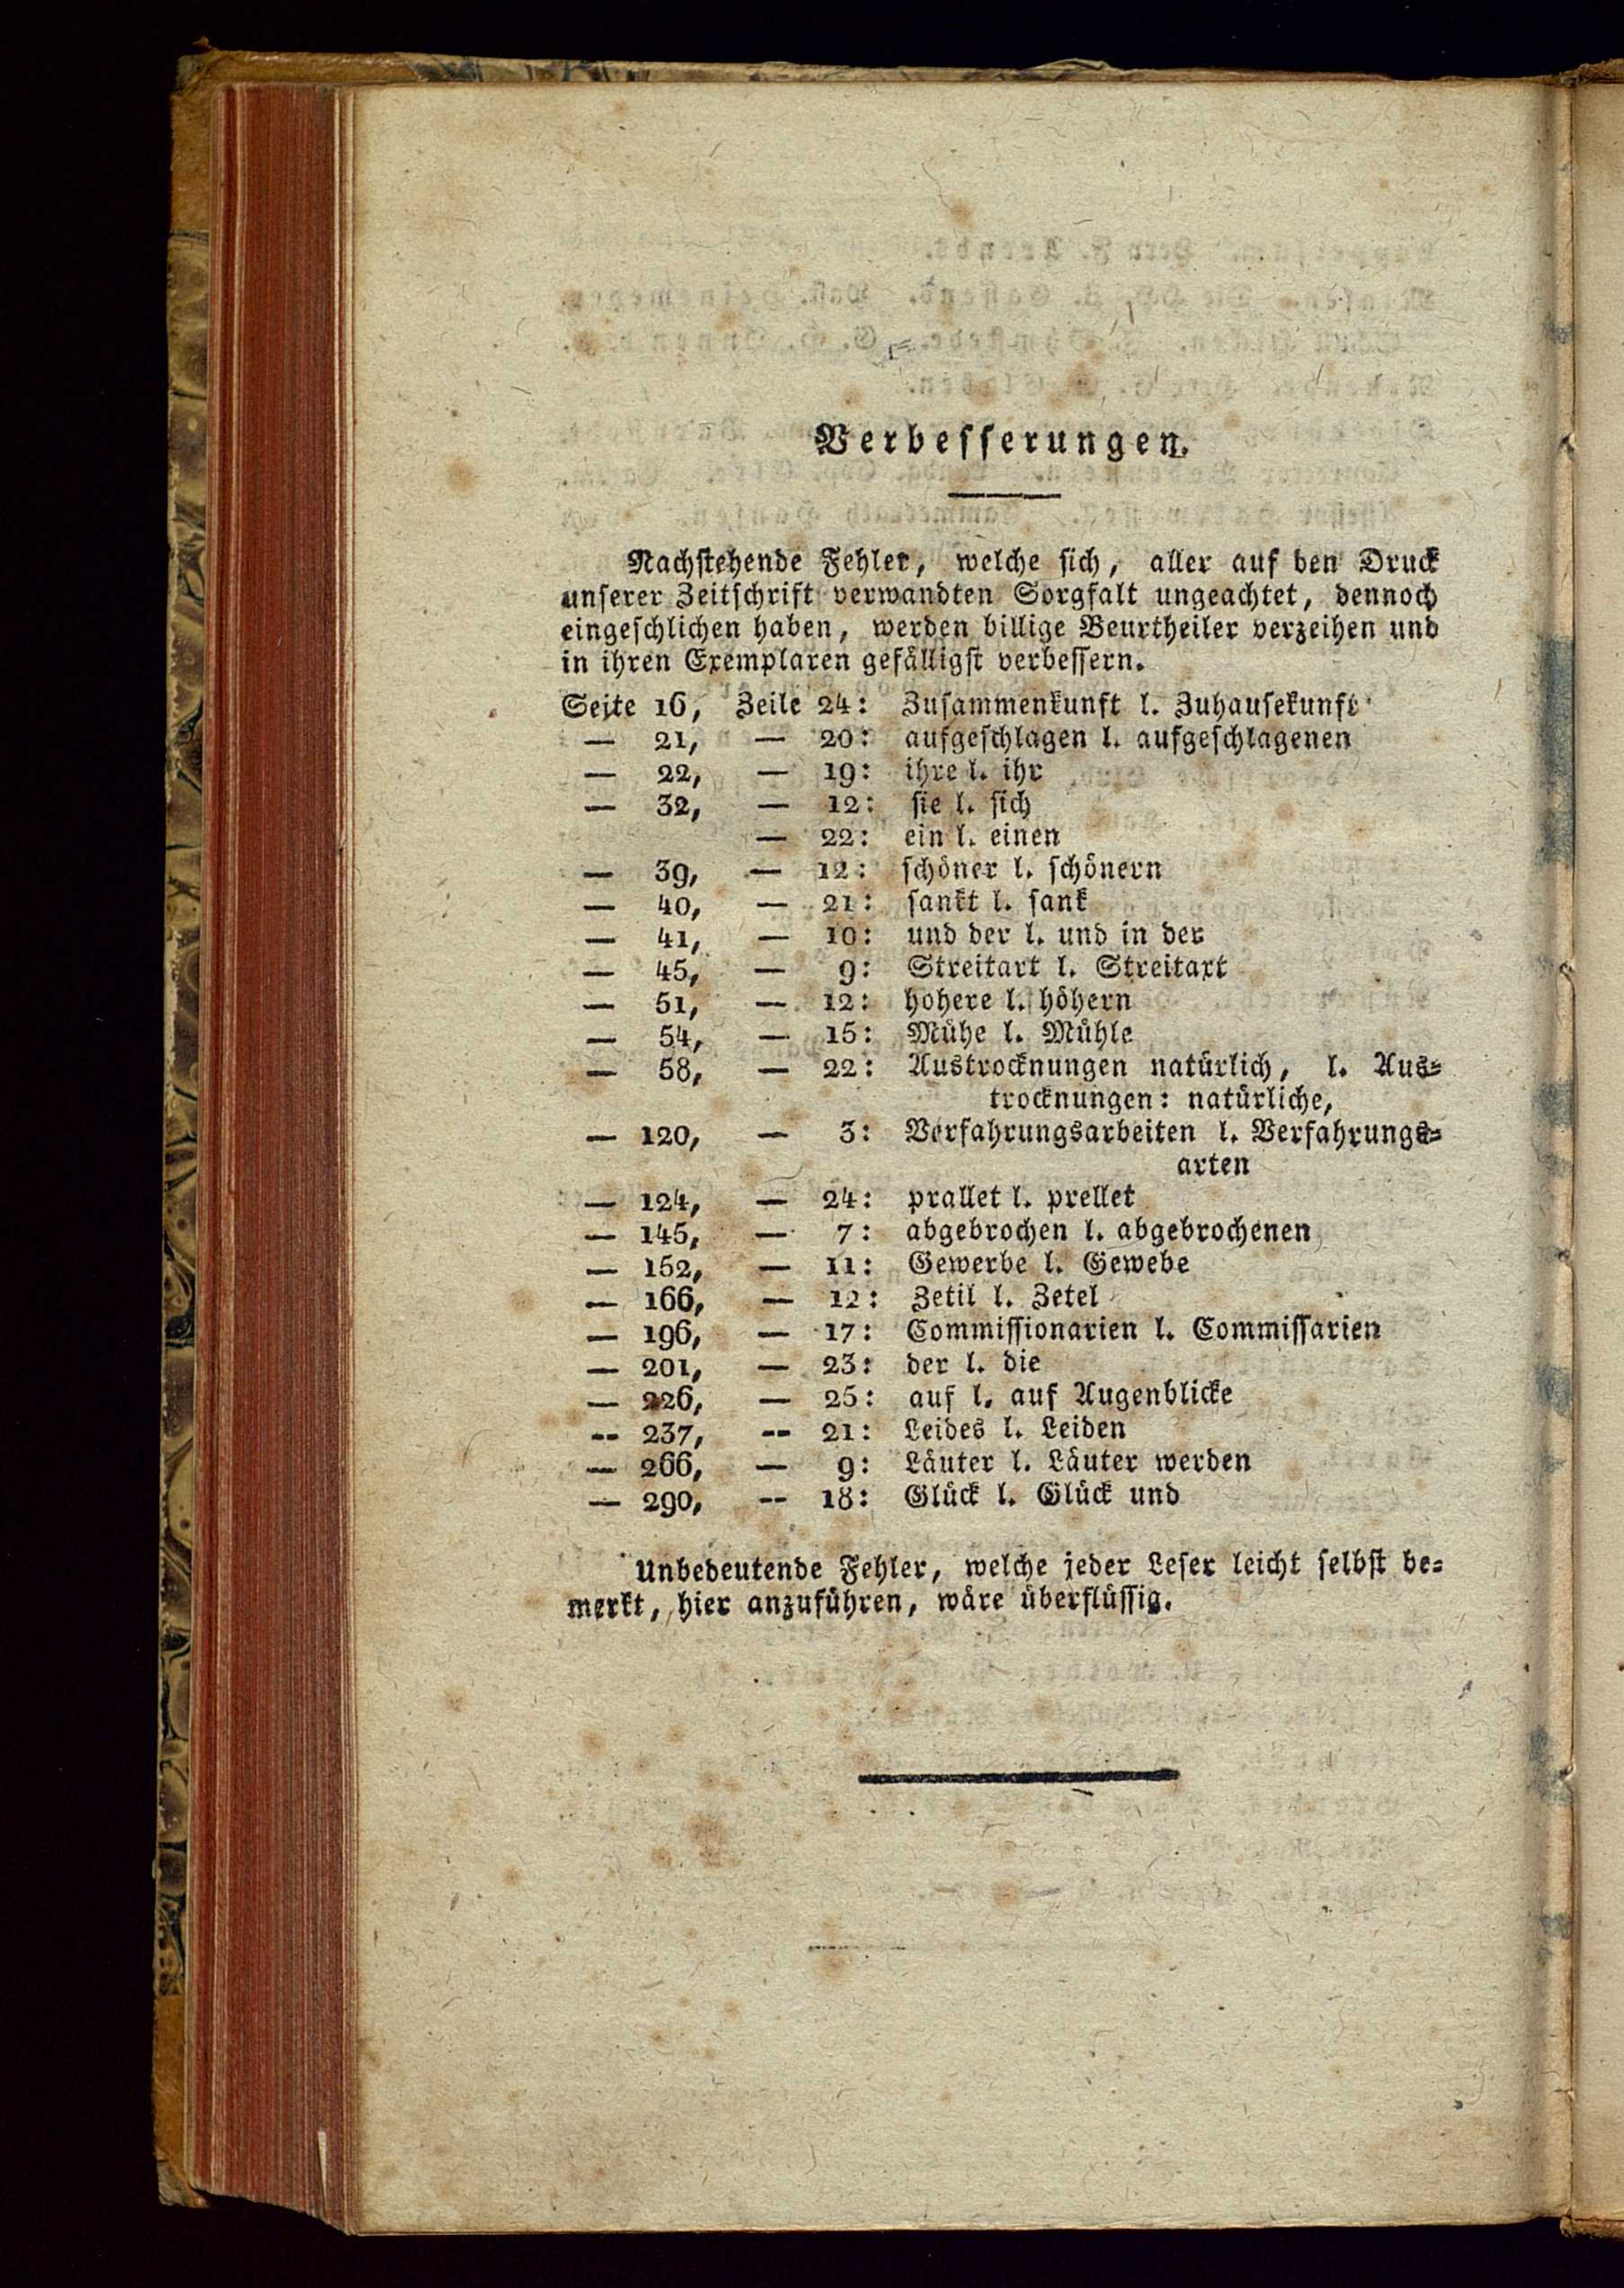 Verbesserungen.
Nachstehende Fehler, welche sich, aller auf den Druck
unserer Zeitschrift verwandten Sorgfalt ungeachtet, dennoch
eingeschlichen haben, werden billige Beurtheiler verzeihen und
in ihren Exemplaren gefälligst verbessern.
Seite 16, Zeile 24: Zusammenkunft l. Zuhausekunft
— 21, — 20: aufgeschlagen l. aufgeschlagenen
— 22, — 19: ihre l. ihr
— 32, — 12: sie l. sich
— 22: ein l. einen
— 39, — 12: schöner l. schönern
— 40, — 21: sankt l. sank
— 41, — 10: und der l. und in der
— 45, — 9: Streitart l. Streitaxt
— 51, — 12: hohere l. höhern
— 54, — 15: Mühe l. Mühle
— 58, — 22: Austrocknungen natürlich, l. Aus-
trocknungen: natürliche,
— 120, — 3: Verfahrungsarbeiten l. Verfahrungs-
arten
— 124, — 24: prallet l. prellet
— 145, — 7: abgebrochen l. abgebrochenen
— 152, — 11: Gewerbe l. Gewebe
— 166, — 12: Zetil l. Zetel
— 196, — 17: Commissionarien l. Commissarien
— 201, — 23: der l. die
— 226, — 25: auf l. auf Augenblicke
-- 237, -- 21: Leides l. Leiden
— 266, — 9: Läuter l. Läuter werden
— 290, -- 18: Glück l. Glück und
Unbedeutende Fehler, welche jeder Leser leicht selbst be-
merkt, hier anzuführen, wäre überflüssig.